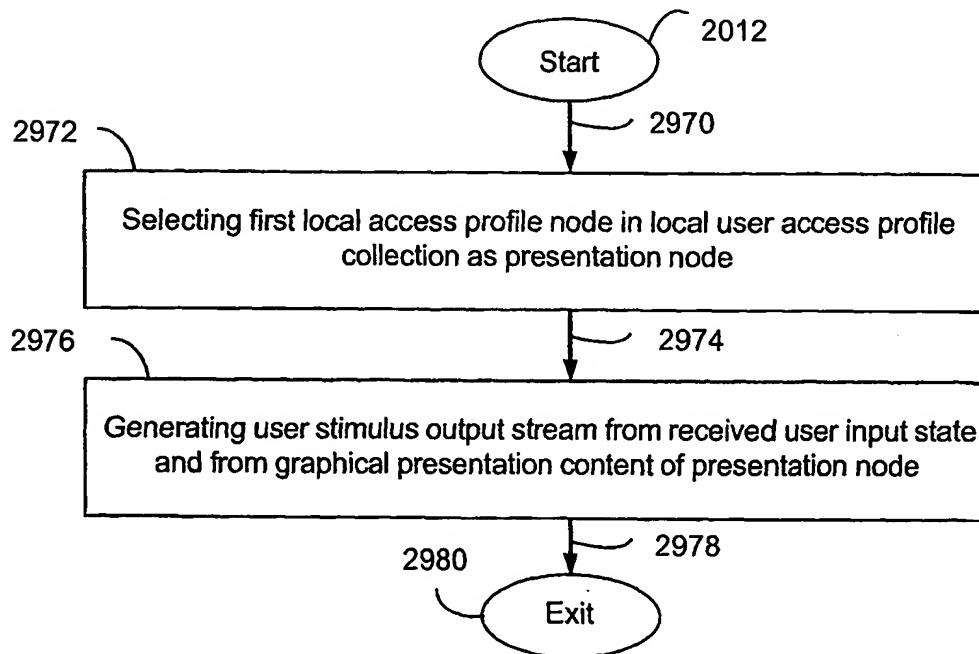 2012
Start
2970
2972
Selecting first local access profile node in local user access profile
collection as presentation node
2974
2976
Generating user stimulus output stream from received user input state
and from graphical presentation content of presentation node
2978
2980
Exit